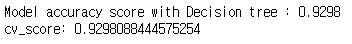 Model accuracy score with Decision tree : 0.9298
cv_score: 0.9298088444575254